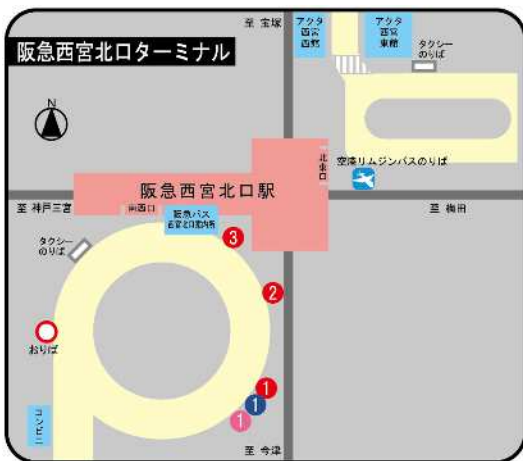 至 宝塚
阪急西宮北口ターミナル
アクタ
西宮
西館
アクタ
西宮
東館
タクシー
のりば
N
北東口
空港リムジンバスのりば
阪急西宮北口駅
至 神戸三宮
南西口
阪急バス
西宮北口案内所
至 梅田
タクシー
のりば
3
2
おりば
1
1
1
コンビニ
至 今津